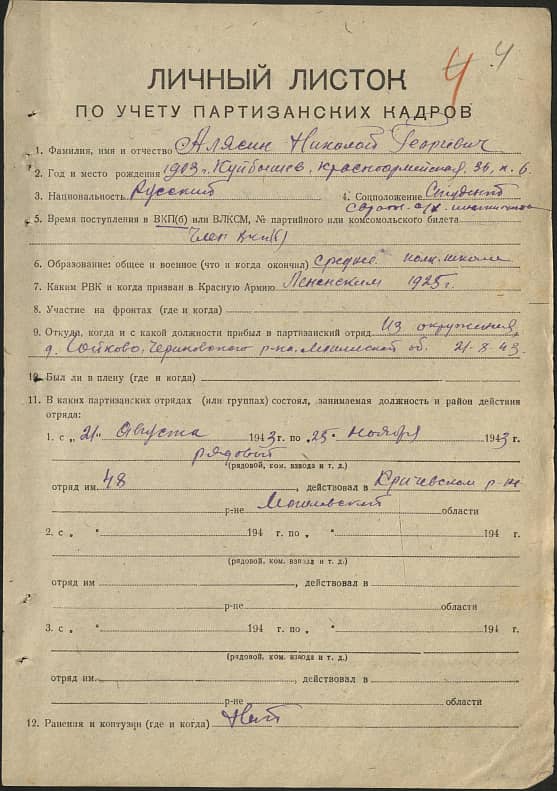 4 4
ЛИЧНЫЙ ЛИСТОК
ПО УЧЕТУ ПАРТИЗАНСКИХ КАДРОВ
1. Фамилия, имя и отчество Алясин Николай Георгиевич
2. Год и место рождения 1903 г. Куйбышев, Красноармейская, 36, к. 6.
3. Национальность Русский 4. Соцположение Студент
с/х института
5. Время поступления в ВКП(б) или ВЛКСМ, № партийного или комсомольского билета
Член ВКП(б)
6. Образование: общее и военное (что и когда окончил) Среднее полк. школа
7. Каким РВК и когда призван в Красную Армию Ленинским 1925 г.
8. Участие на фронтах (где и когда)
9. Откуда, когда и с какой должности прибыл в партизанский отряд Из окружения,
д. Сойково, Чериковского р-на, Могилевской об. 21-8-43.
10. Был ли в плену (где и когда)
11. В каких партизанских отрядах (или группах) состоял, занимаемая должность и район действия
отряда:
1. с „21" Августа 1943 г. по „25" ноября 1943 г.
рядовый
(рядовой, ком. взвода и т. д.)
отряд им. 48, действовал в Кричевском р-не
р-не Могилевский области
2. с „ " 194 г. по „ " 194 г.
(рядовой, ком. взвода и т. д.)
отряд им , действовал в
р-не области
3. с „ " 194 г. по „ " 194 г.
(рядовой, ком. взвода и т. д.)
отряд им. , действовал в
р-не области
12. Ранения и контузии (где и когда) Нет